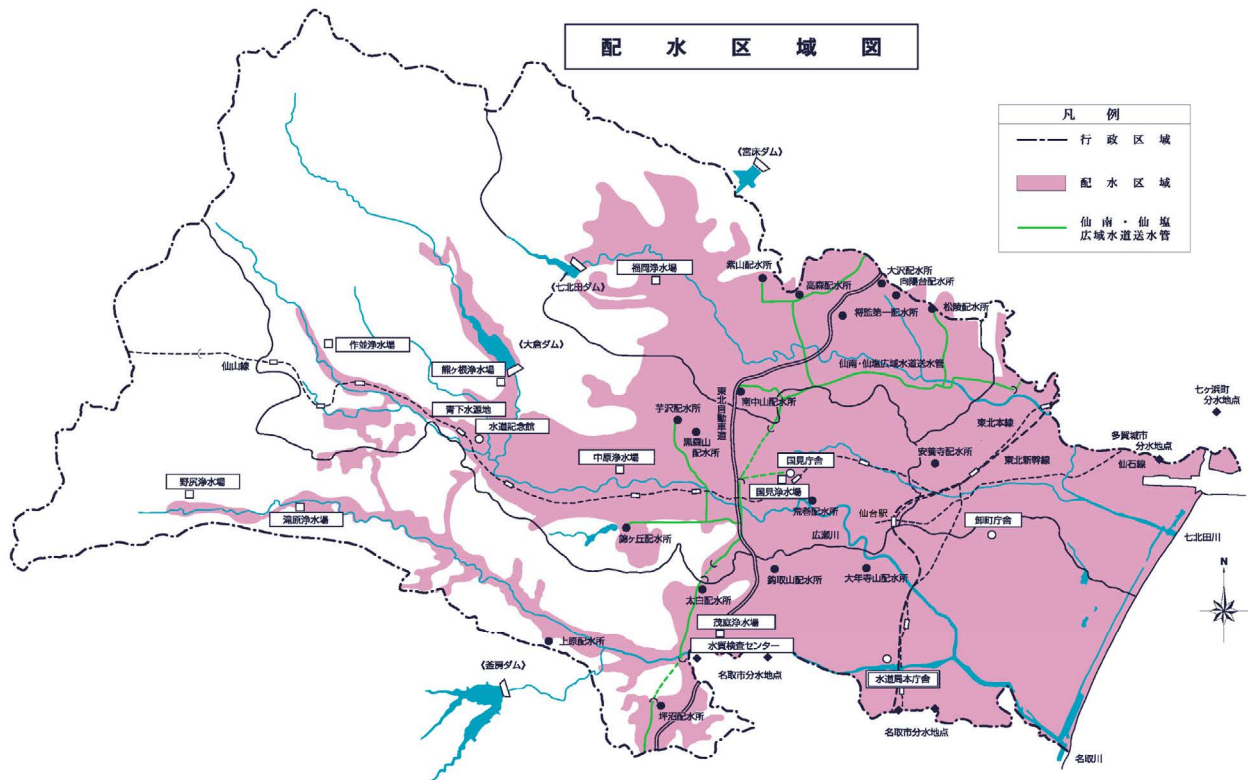 配水区域図
凡例
行政区域
配水区域
仙南・仙塩
広域水道送水管
《宮床ダム》
福岡浄水場
紫山配水所
大沢配水所
向陽台配水所
高森配水所
松陵配水所
将監第一配水所
《七北田ダム》
作並浄水場
《大倉ダム》
仙山線
熊ヶ根浄水場
仙南・仙塩広域水道送水管
東北自動車道
南中山配水所
七ヶ浜町
分水地点
青下水源地
水道記念館
芋沢配水所
黒森山
配水所
東北本線
多賀城市
分水地点
中原浄水場
国見庁舎
安養寺配水所
東北新幹線
仙石線
野尻浄水場
国見浄水場
滝原浄水場
荒巻配水所
仙台駅
卸町庁舎
錦ヶ丘配水所
広瀬川
七北田川
鈎取山配水所
大年寺山配水所
N
太白配水所
茂庭浄水場
上原配水所
水質検査センター
《釜房ダム》
名取市分水地点
水道局本庁舎
坪沼配水所
名取市分水地点
名取川